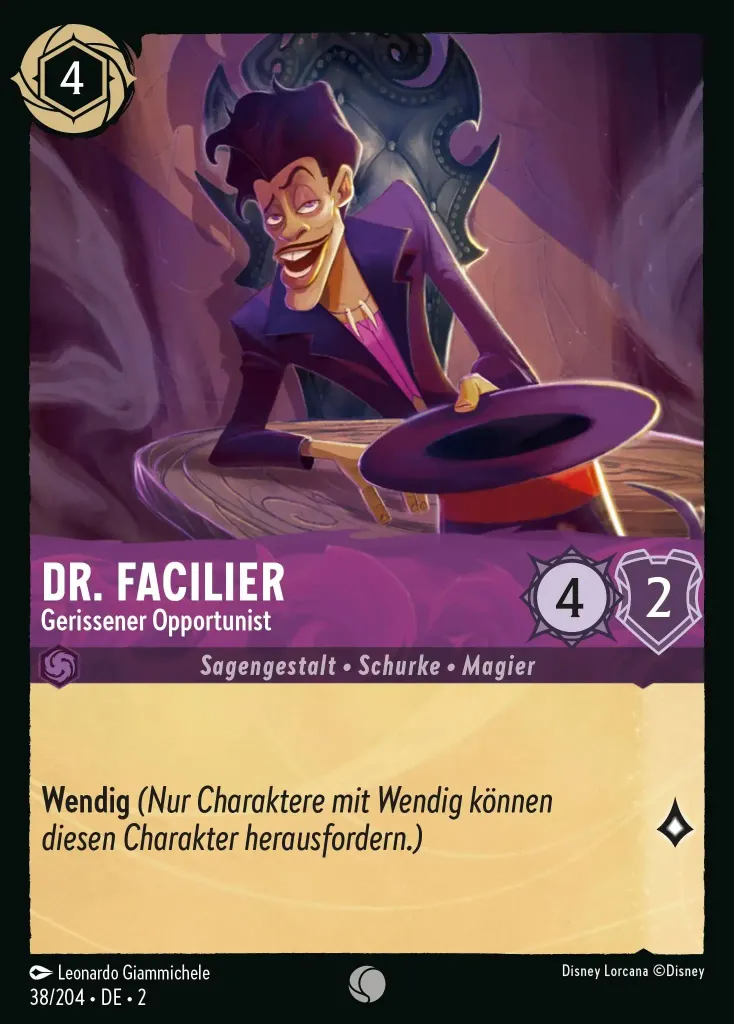 4
DR. FACILIER
Gerissener Opportunist
4
2
Sagengestalt • Schurke • Magier
Wendig (Nur Charaktere mit Wendig können
diesen Charakter herausfordern.)
Leonardo Giammichele
Disney Lorcana ©Disney
38/204 • DE • 2